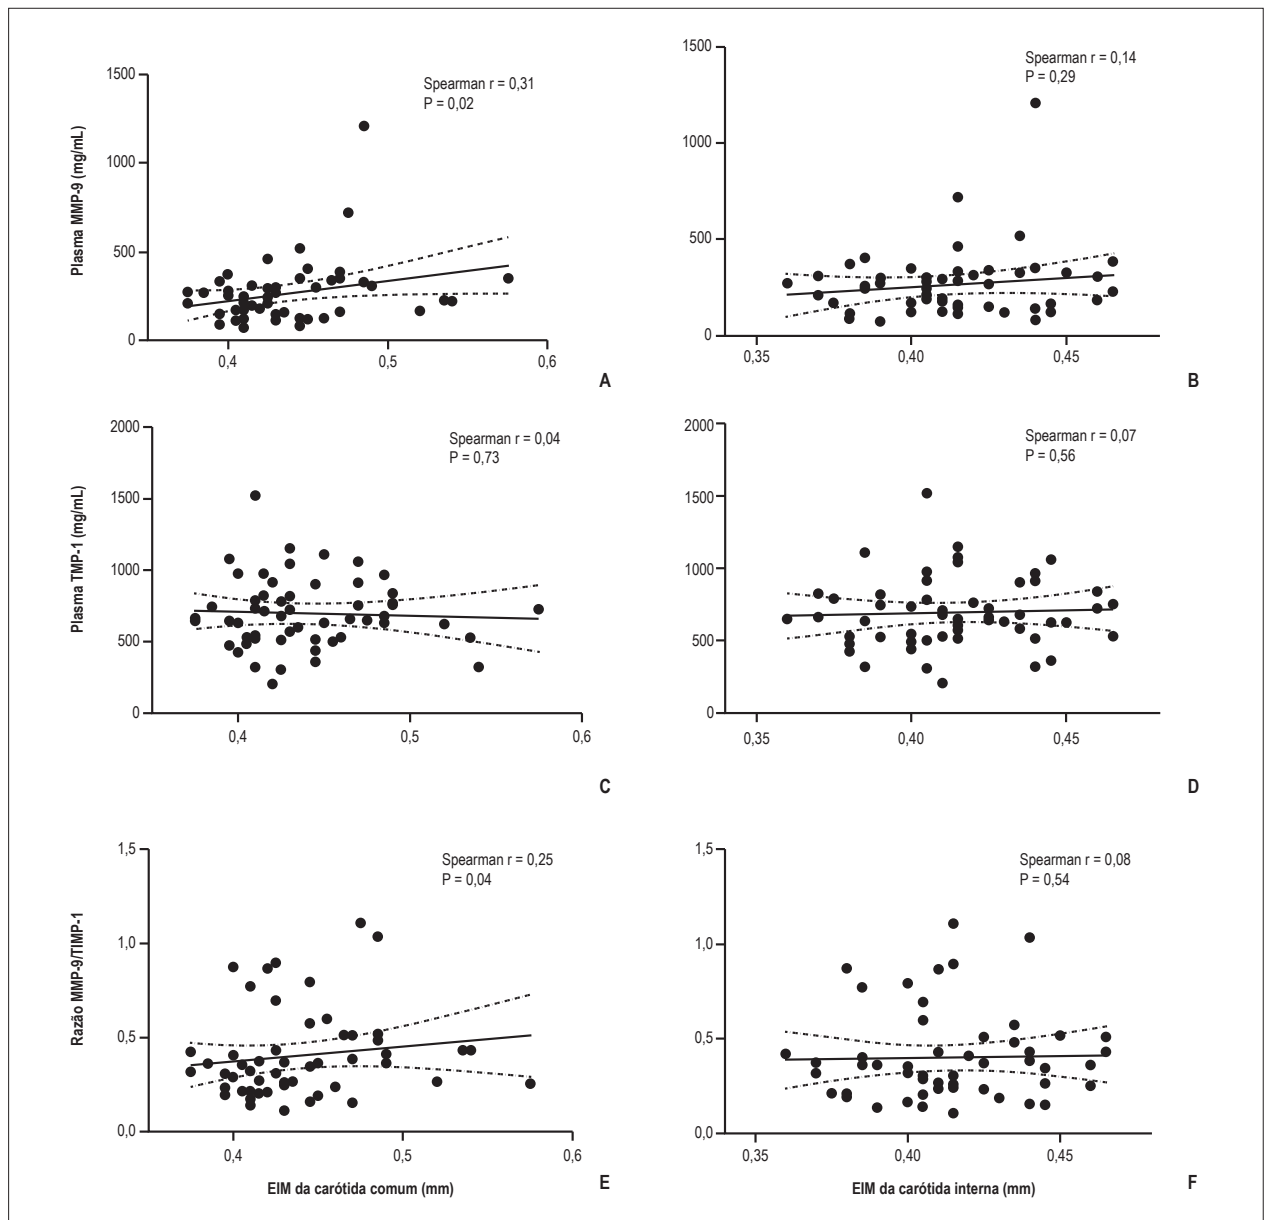 1500
1000
500
0
Plasma MMP-9 (mg/mL)
Spearman r = 0,31
P = 0,02
0,4
0,5
0,6
A
1500
1000
500
0
Spearman r = 0,14
P = 0,29
0,35
0,40
0,45
B
2000
1500
1000
500
0
Plasma TMP-1 (mg/mL)
Spearman r = 0,04
P = 0,73
0,4
0,5
0,6
C
2000
1500
1000
500
0
Spearman r = 0,07
P = 0,56
0,35
0,40
0,45
D
1,5
1,0
0,5
0,0
Razão MMP-9/TIMP-1
Spearman r = 0,25
P = 0,04
0,4
0,5
0,6
EIM da carótida comum (mm)
E
1,5
1,0
0,5
0,0
Spearman r = 0,08
P = 0,54
0,35
0,40
0,45
EIM da carótida interna (mm)
F